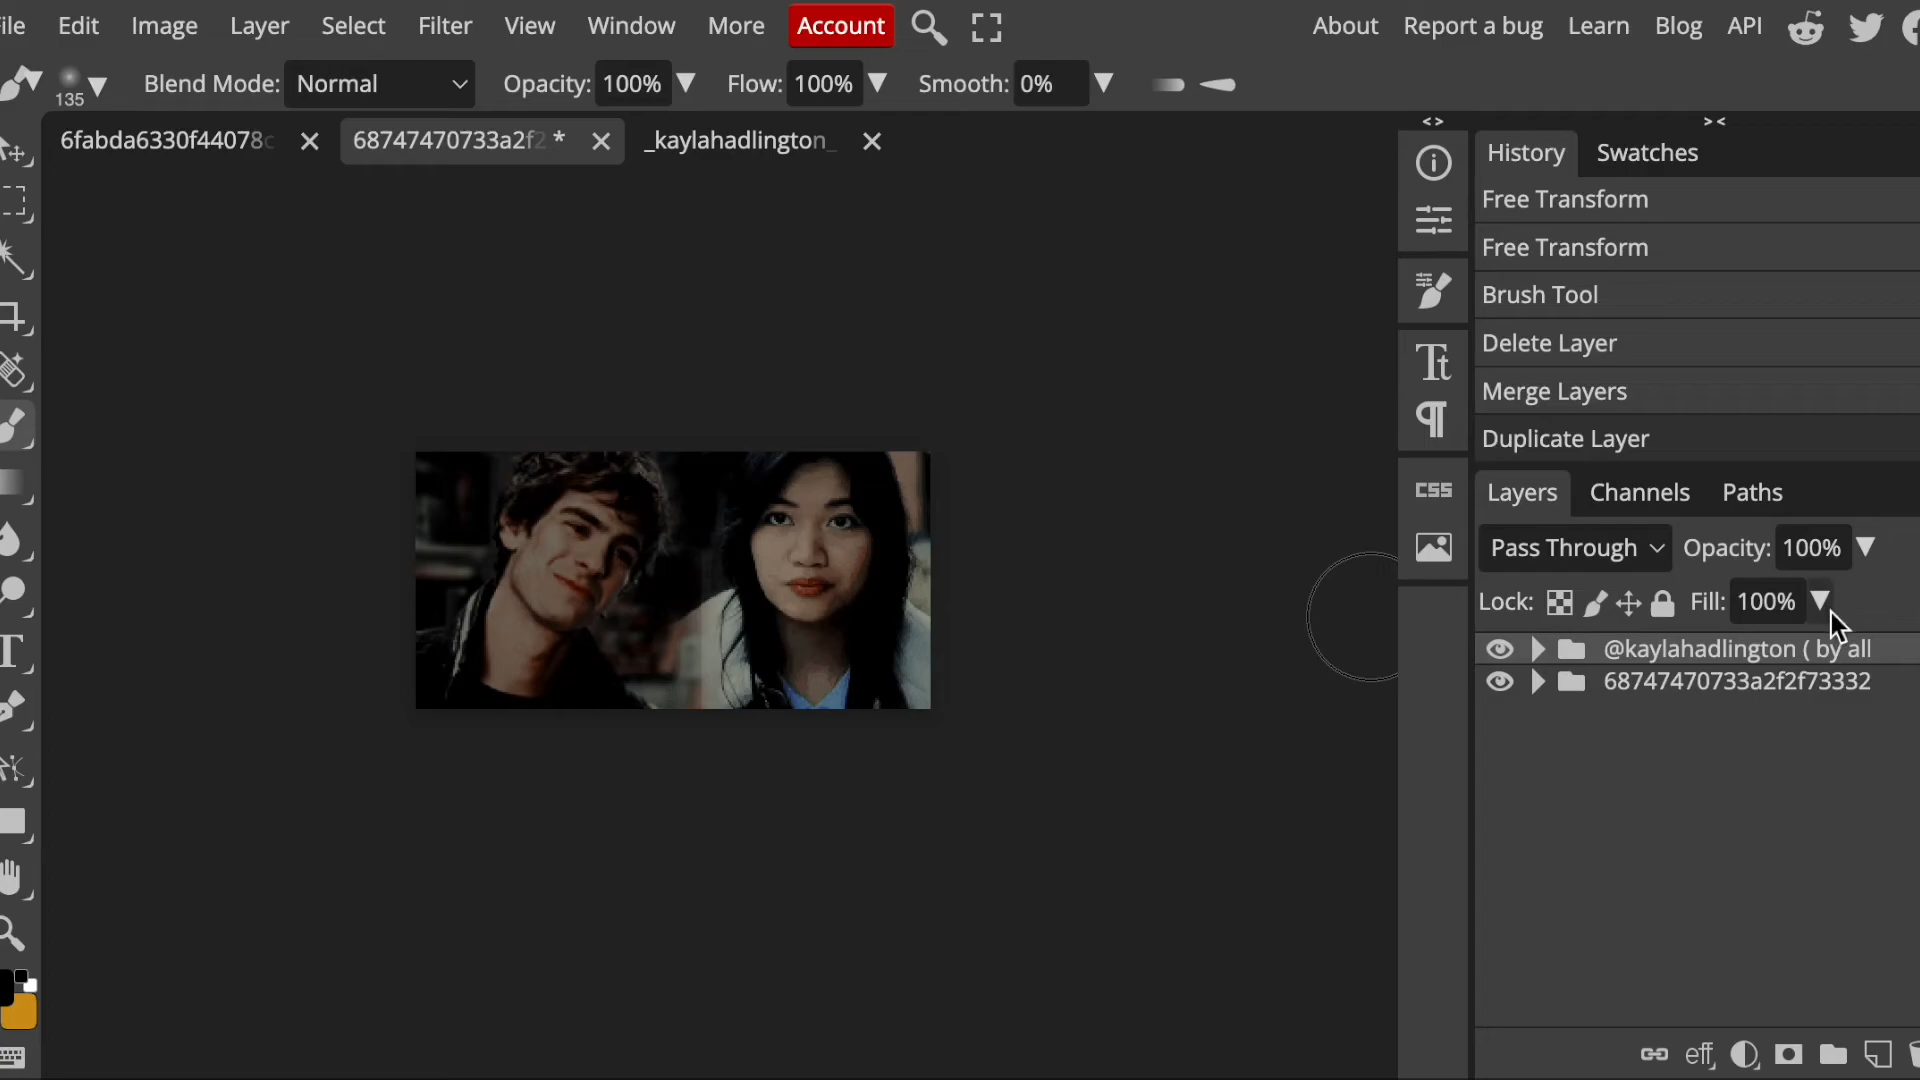 ile Edit Image Layer Select Filter View Window More Account About Report a bug Learn Blog API
135 Blend Mode: Normal Opacity: 100% Flow: 100% Smooth: 0%
6fabda6330f44078c 68747470733a2f2 * _kaylahadlington_
<> ><
History Swatches
Free Transform
Free Transform
Brush Tool
Delete Layer
Merge Layers
Duplicate Layer
CSS
Layers Channels Paths
Pass Through Opacity: 100%
Lock: Fill: 100%
@kaylahadlington ( by all
68747470733a2f2f73332
eff